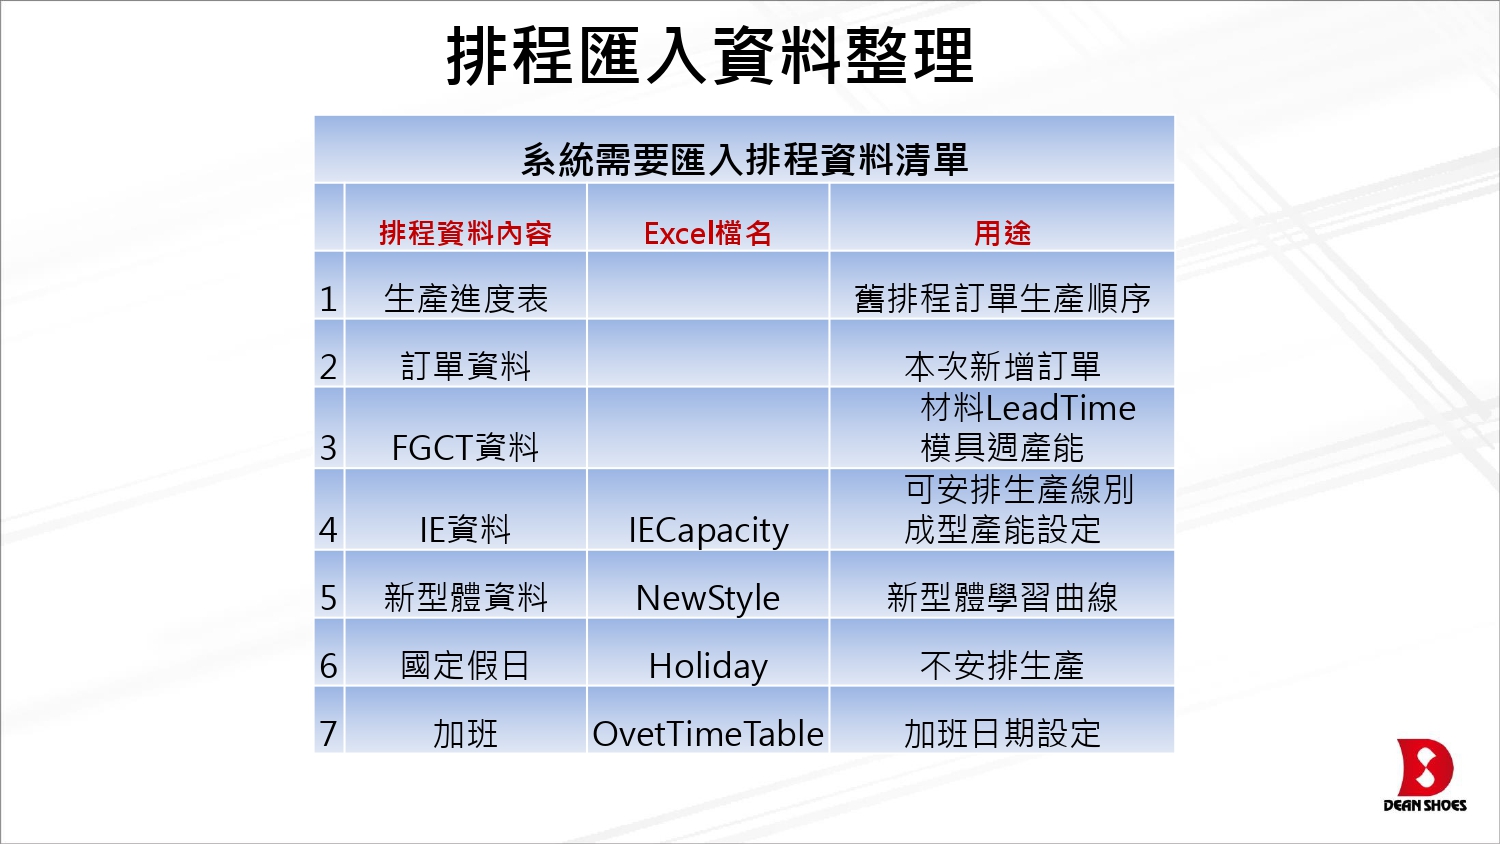 排程匯入資料整理
系統需要匯入排程資料清單
排程資料內容 Excel檔名 用途
1 生產進度表 舊排程訂單生產順序
2 訂單資料 本次新增訂單
3 FGCT資料 材料LeadTime
模具週產能
4 IE資料 IECapacity 可安排生產線別
成型產能設定
5 新型體資料 NewStyle 新型體學習曲線
6 國定假日 Holiday 不安排生產
7 加班 OvetTimeTable 加班日期設定
DEAN SHOES